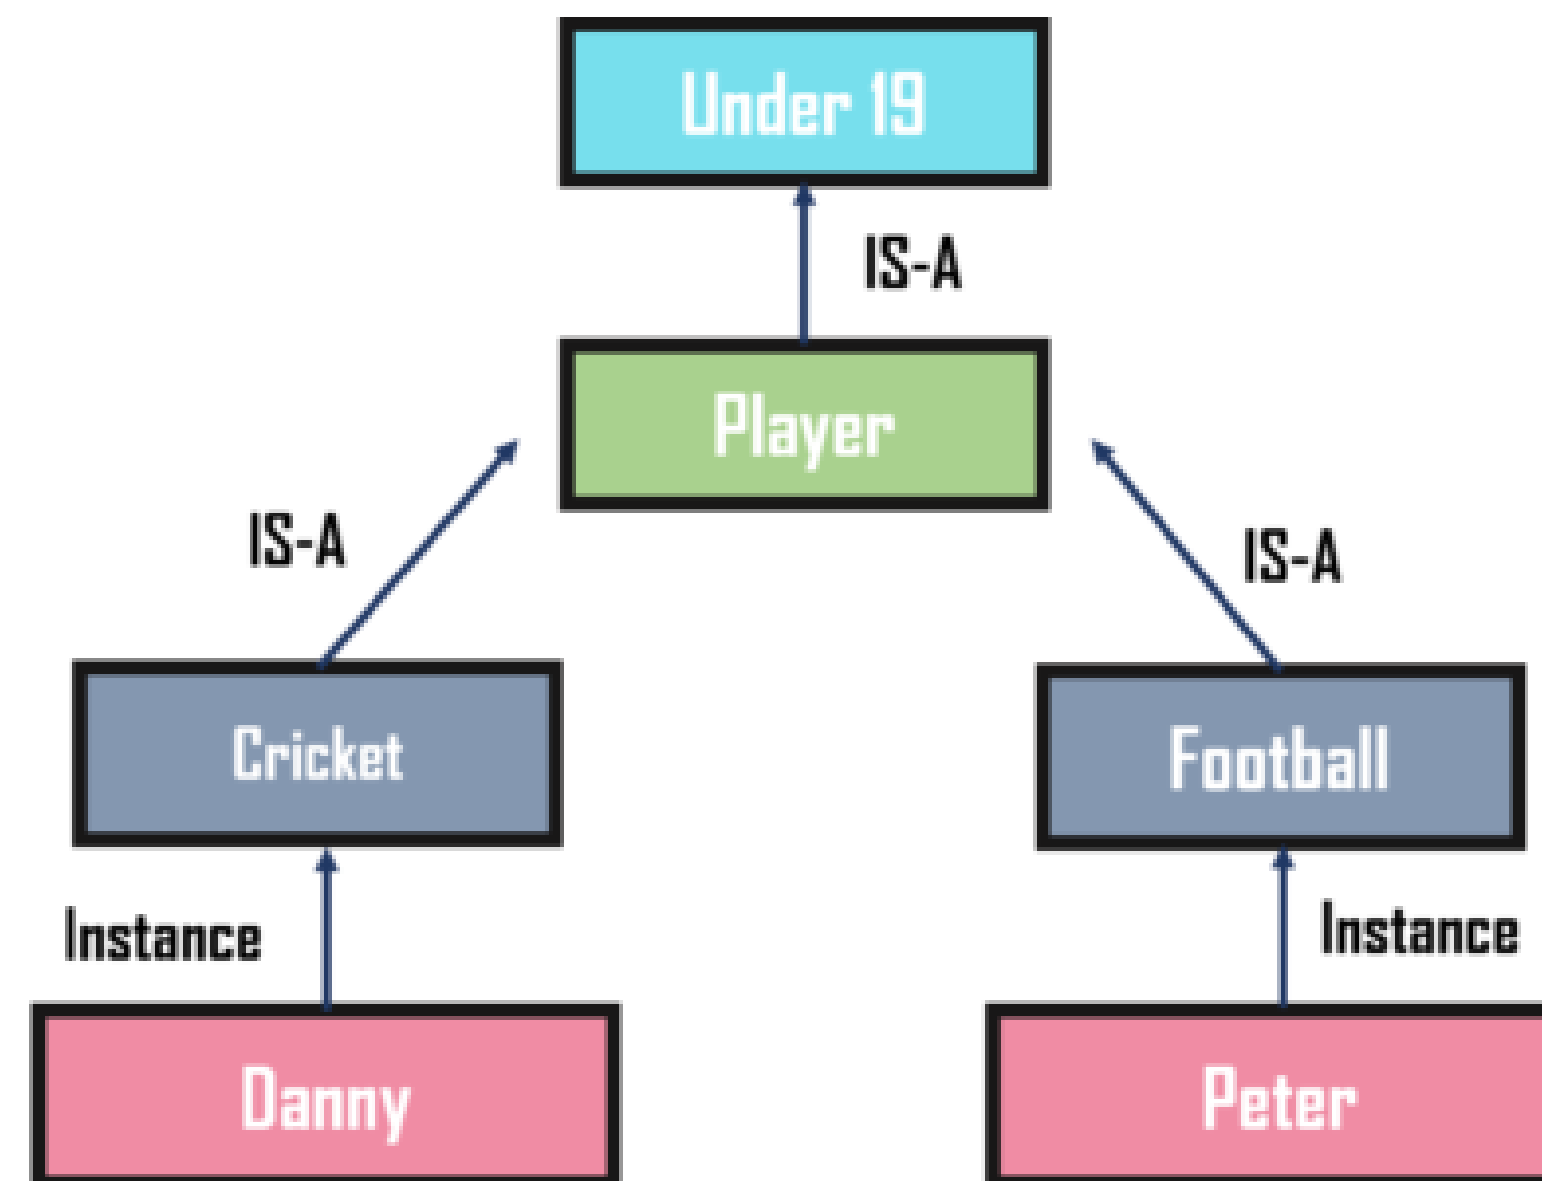 Under 19
IS-A
Player
IS-A
IS-A
Cricket
Football
Instance
Instance
Danny
Peter